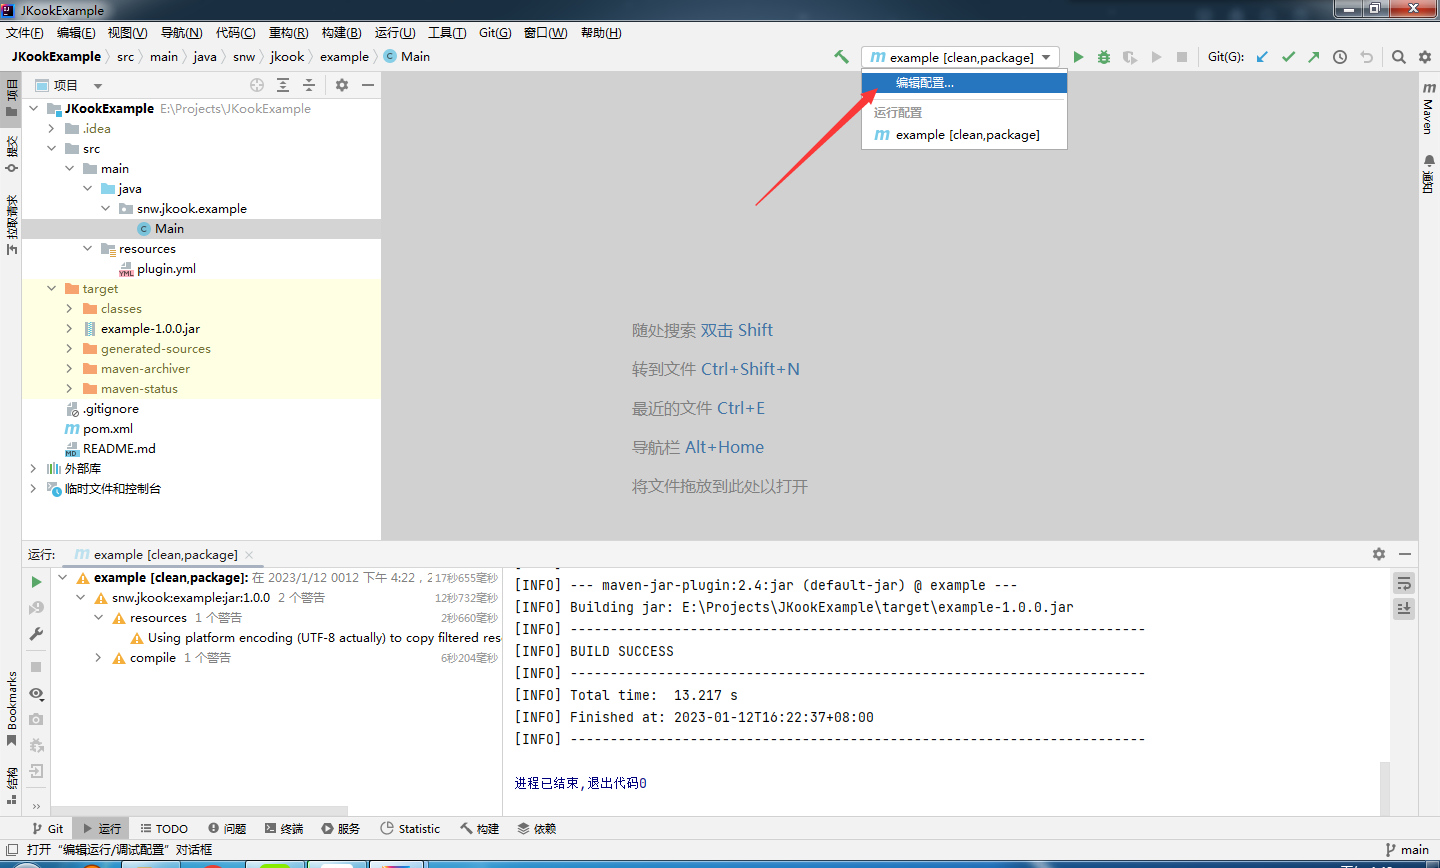 JKookExample
文件(F) 编辑(E) 视图(V) 导航(N) 代码(C) 重构(R) 构建(B) 运行(U) 工具(T) Git(G) 窗口(W) 帮助(H)
JKookExample src main java snw jkook example Main
example [clean,package]
Git(G):
编辑配置...
运行配置
example [clean,package]
项目
提交
拉取请求
Bookmarks
结构
项目
JKookExample E:\Projects\JKookExample
.idea
src
main
java
snw.jkook.example
Main
resources
plugin.yml
target
classes
example-1.0.0.jar
generated-sources
maven-archiver
maven-status
.gitignore
pom.xml
README.md
外部库
临时文件和控制台
随处搜索 双击 Shift
转到文件 Ctrl+Shift+N
最近的文件 Ctrl+E
导航栏 Alt+Home
将文件拖放到此处以打开
Maven
通知
运行: example [clean,package]
example [clean,package]: 在 2023/1/12 0012 下午 4:22 , 2 17秒655毫秒
snw.jkook:example:jar:1.0.0 2 个警告 12秒732毫秒
resources 1 个警告 2秒660毫秒
Using platform encoding (UTF-8 actually) to copy filtered res
compile 1 个警告 6秒204毫秒
[INFO] --- maven-jar-plugin:2.4:jar (default-jar) @ example ---
[INFO] Building jar: E:\Projects\JKookExample\target\example-1.0.0.jar
[INFO] ------------------------------------------------------------------------
[INFO] BUILD SUCCESS
[INFO] ------------------------------------------------------------------------
[INFO] Total time:  13.217 s
[INFO] Finished at: 2023-01-12T16:22:37+08:00
[INFO] ------------------------------------------------------------------------
进程已结束,退出代码0
Git 运行 TODO 问题 终端 服务 Statistic 构建 依赖
打开 “编辑运行/调试配置” 对话框 main